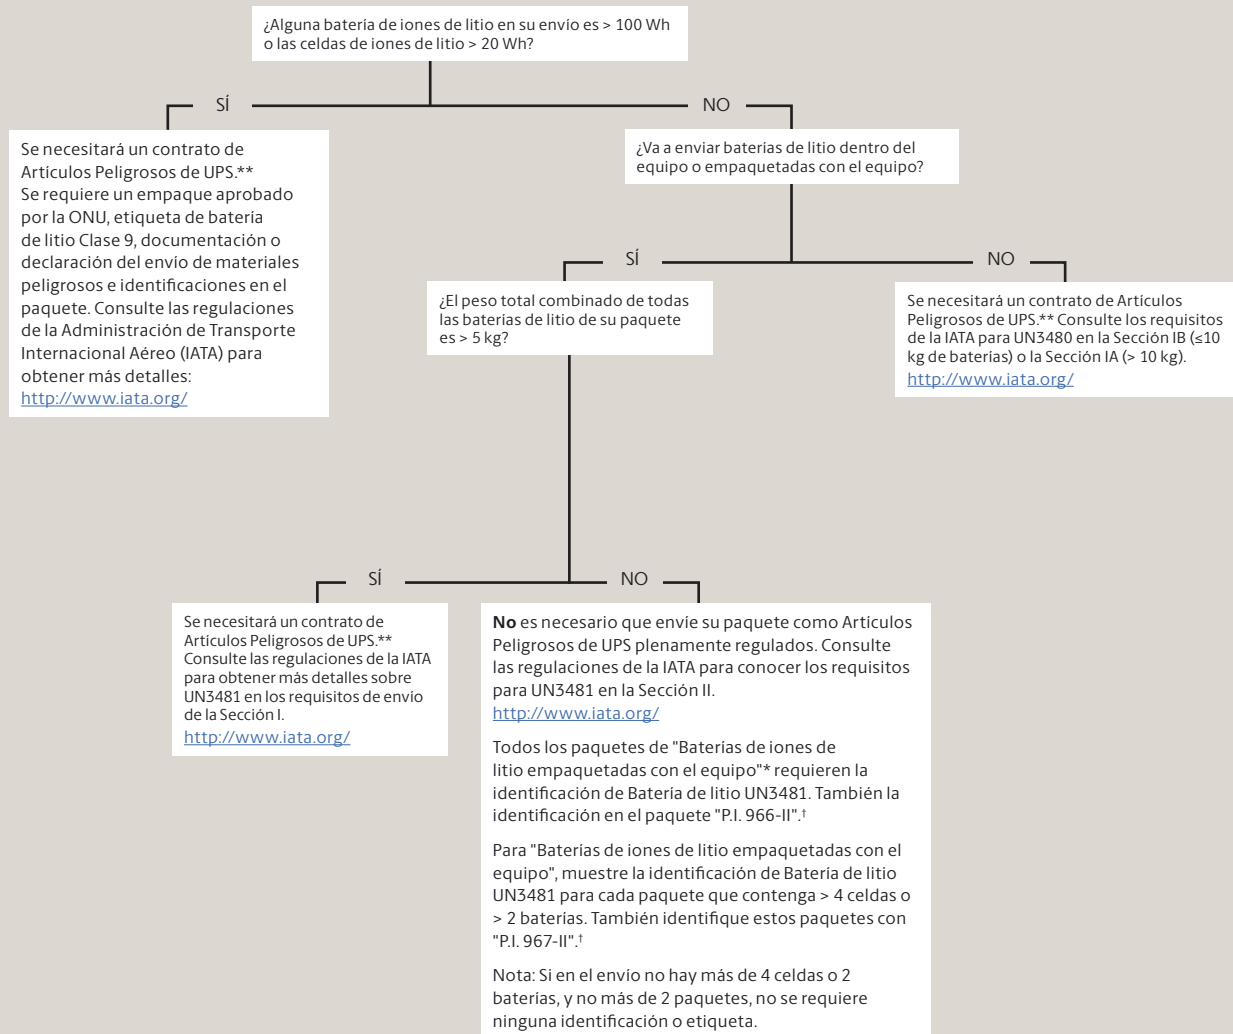 ¿Alguna batería de iones de litio en su envío es > 100 Wh
o las celdas de iones de litio > 20 Wh?
SÍ
NO
Se necesitará un contrato de
Artículos Peligrosos de UPS.**
Se requiere un empaque aprobado
por la ONU, etiqueta de batería
de litio Clase 9, documentación o
declaración del envío de materiales
peligrosos e identificaciones en el
paquete. Consulte las regulaciones
de la Administración de Transporte
Internacional Aéreo (IATA) para
obtener más detalles:
http://www.iata.org/
¿Va a enviar baterías de litio dentro del
equipo o empaquetadas con el equipo?
SÍ
NO
¿El peso total combinado de todas
las baterías de litio de su paquete
es > 5 kg?
Se necesitará un contrato de Artículos
Peligrosos de UPS.** Consulte los requisitos
de la IATA para UN3480 en la Sección IB (≤10
kg de baterías) o la Sección IA (> 10 kg).
http://www.iata.org/
SÍ
NO
Se necesitará un contrato de
Artículos Peligrosos de UPS.**
Consulte las regulaciones de la IATA
para obtener más detalles sobre
UN3481 en los requisitos de envío
de la Sección I.
http://www.iata.org/
No es necesario que envíe su paquete como Artículos
Peligrosos de UPS plenamente regulados. Consulte
las regulaciones de la IATA para conocer los requisitos
para UN3481 en la Sección II.
http://www.iata.org/
Todos los paquetes de "Baterías de iones de
litio empaquetadas con el equipo"* requieren la
identificación de Batería de litio UN3481. También la
identificación en el paquete "P.I. 966-II".†
Para "Baterías de iones de litio empaquetadas con el
equipo", muestre la identificación de Batería de litio
UN3481 para cada paquete que contenga > 4 celdas o
> 2 baterías. También identifique estos paquetes con
"P.I. 967-II".†
Nota: Si en el envío no hay más de 4 celdas o 2
baterías, y no más de 2 paquetes, no se requiere
ninguna identificación o etiqueta.